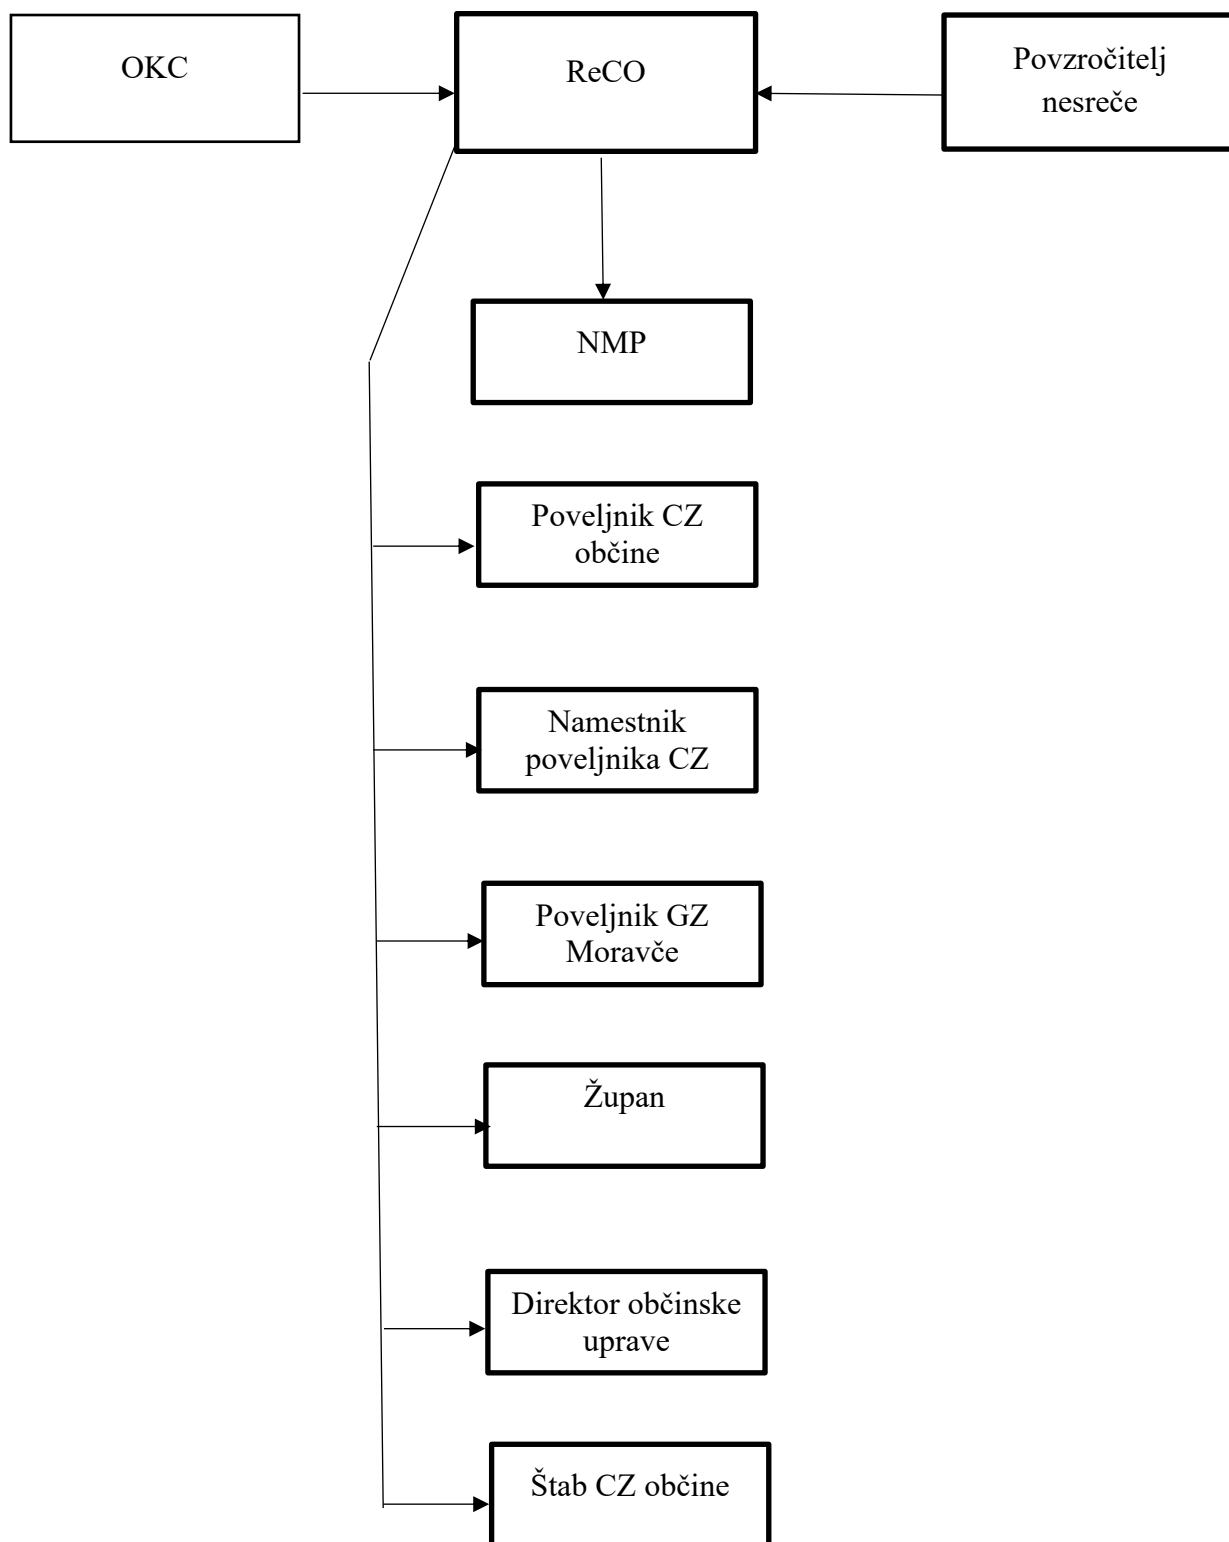 OKC
ReCO
Povzročitelj
nesreče
NMP
Poveljnik CZ
občine
Namestnik
poveljnika CZ
Poveljnik GZ
Moravče
Župan
Direktor občinske
uprave
Štab CZ občine